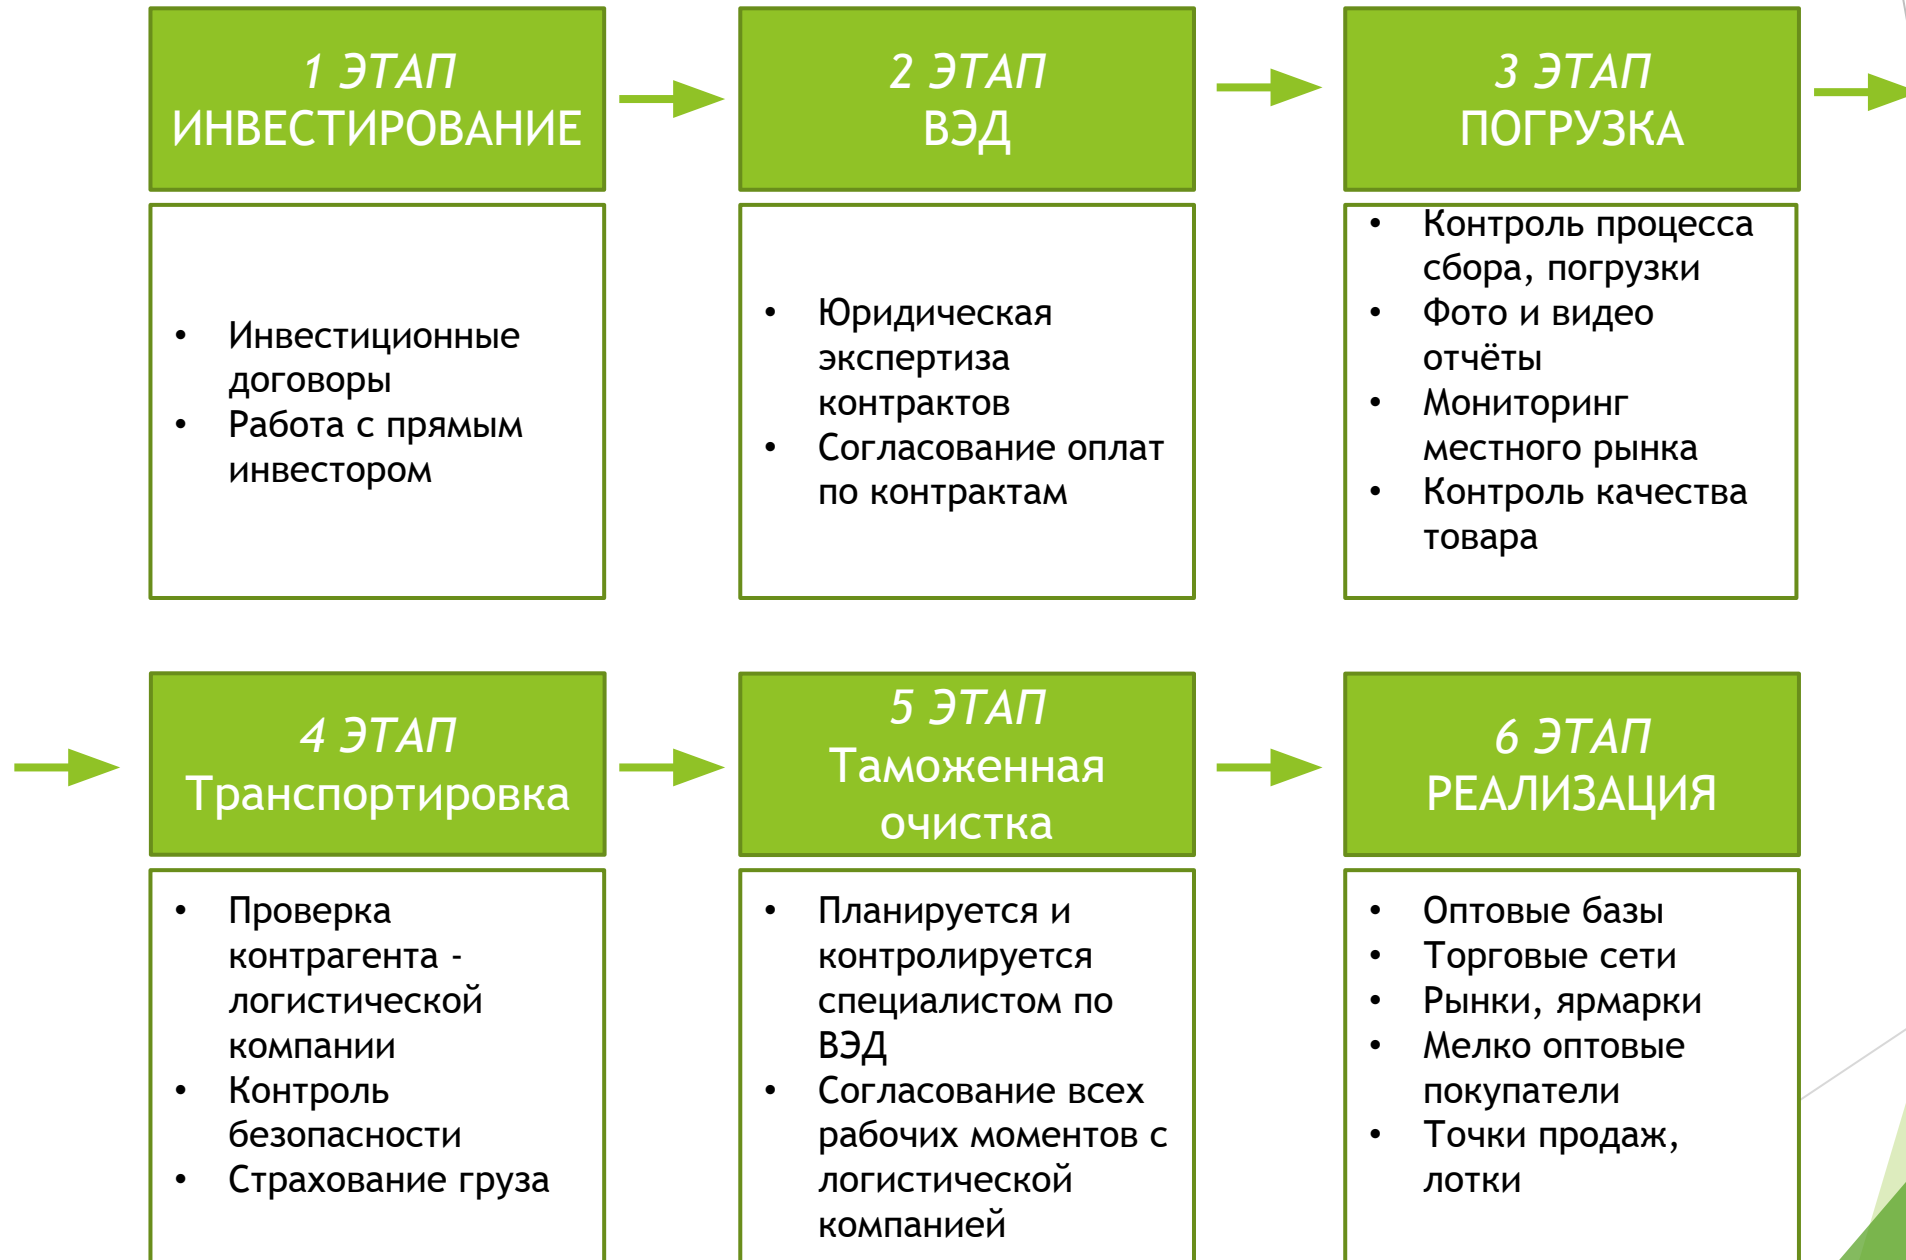 1 ЭТАП
ИНВЕСТИРОВАНИЕ
• Инвестиционные
договоры
• Работа с прямым
инвестором
2 ЭТАП
ВЭД
• Юридическая
экспертиза
контрактов
• Согласование оплат
по контрактам
3 ЭТАП
ПОГРУЗКА
• Контроль процесса
сбора, погрузки
• Фото и видео
отчёты
• Мониторинг
местного рынка
• Контроль качества
товара
4 ЭТАП
Транспортировка
• Проверка
контрагента -
логистической
компании
• Контроль
безопасности
• Страхование груза
5 ЭТАП
Таможенная
очистка
• Планируется и
контролируется
специалистом по
ВЭД
• Согласование всех
рабочих моментов с
логистической
компанией
6 ЭТАП
РЕАЛИЗАЦИЯ
• Оптовые базы
• Торговые сети
• Рынки, ярмарки
• Мелко оптовые
покупатели
• Точки продаж,
лотки